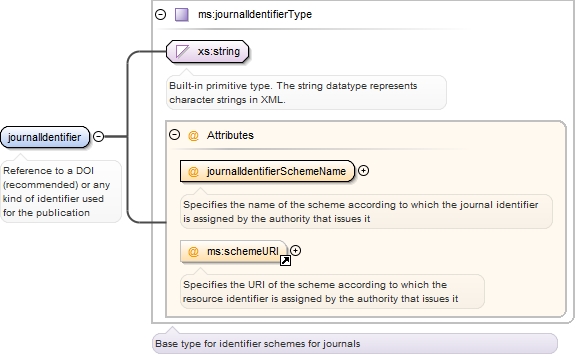 ms:journalIdentifierType
xs:string
Built-in primitive type. The string datatype represents
character strings in XML.
journalIdentifier
Reference to a DOI
(recommended) or any
kind of identifier used
for the publication
@ Attributes
@ journalIdentifierSchemeName
Specifies the name of the scheme according to which the journal identifier
is assigned by the authority that issues it
@ ms:schemeURI
Specifies the URI of the scheme according to which the
resource identifier is assigned by the authority that issues it
Base type for identifier schemes for journals